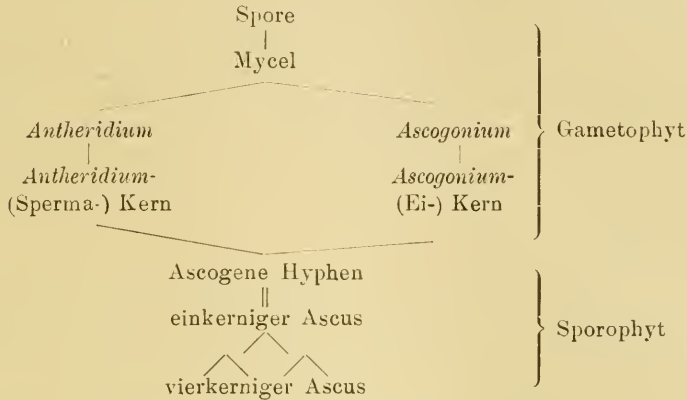 Spore
Mycel
Antheridium Ascogonium
Gametophyt
Antheridium- Ascogonium-
(Sperma-) Kern (Ei-) Kern
Ascogene Hyphen
einkerniger Ascus
Sporophyt
vierkerniger Ascus